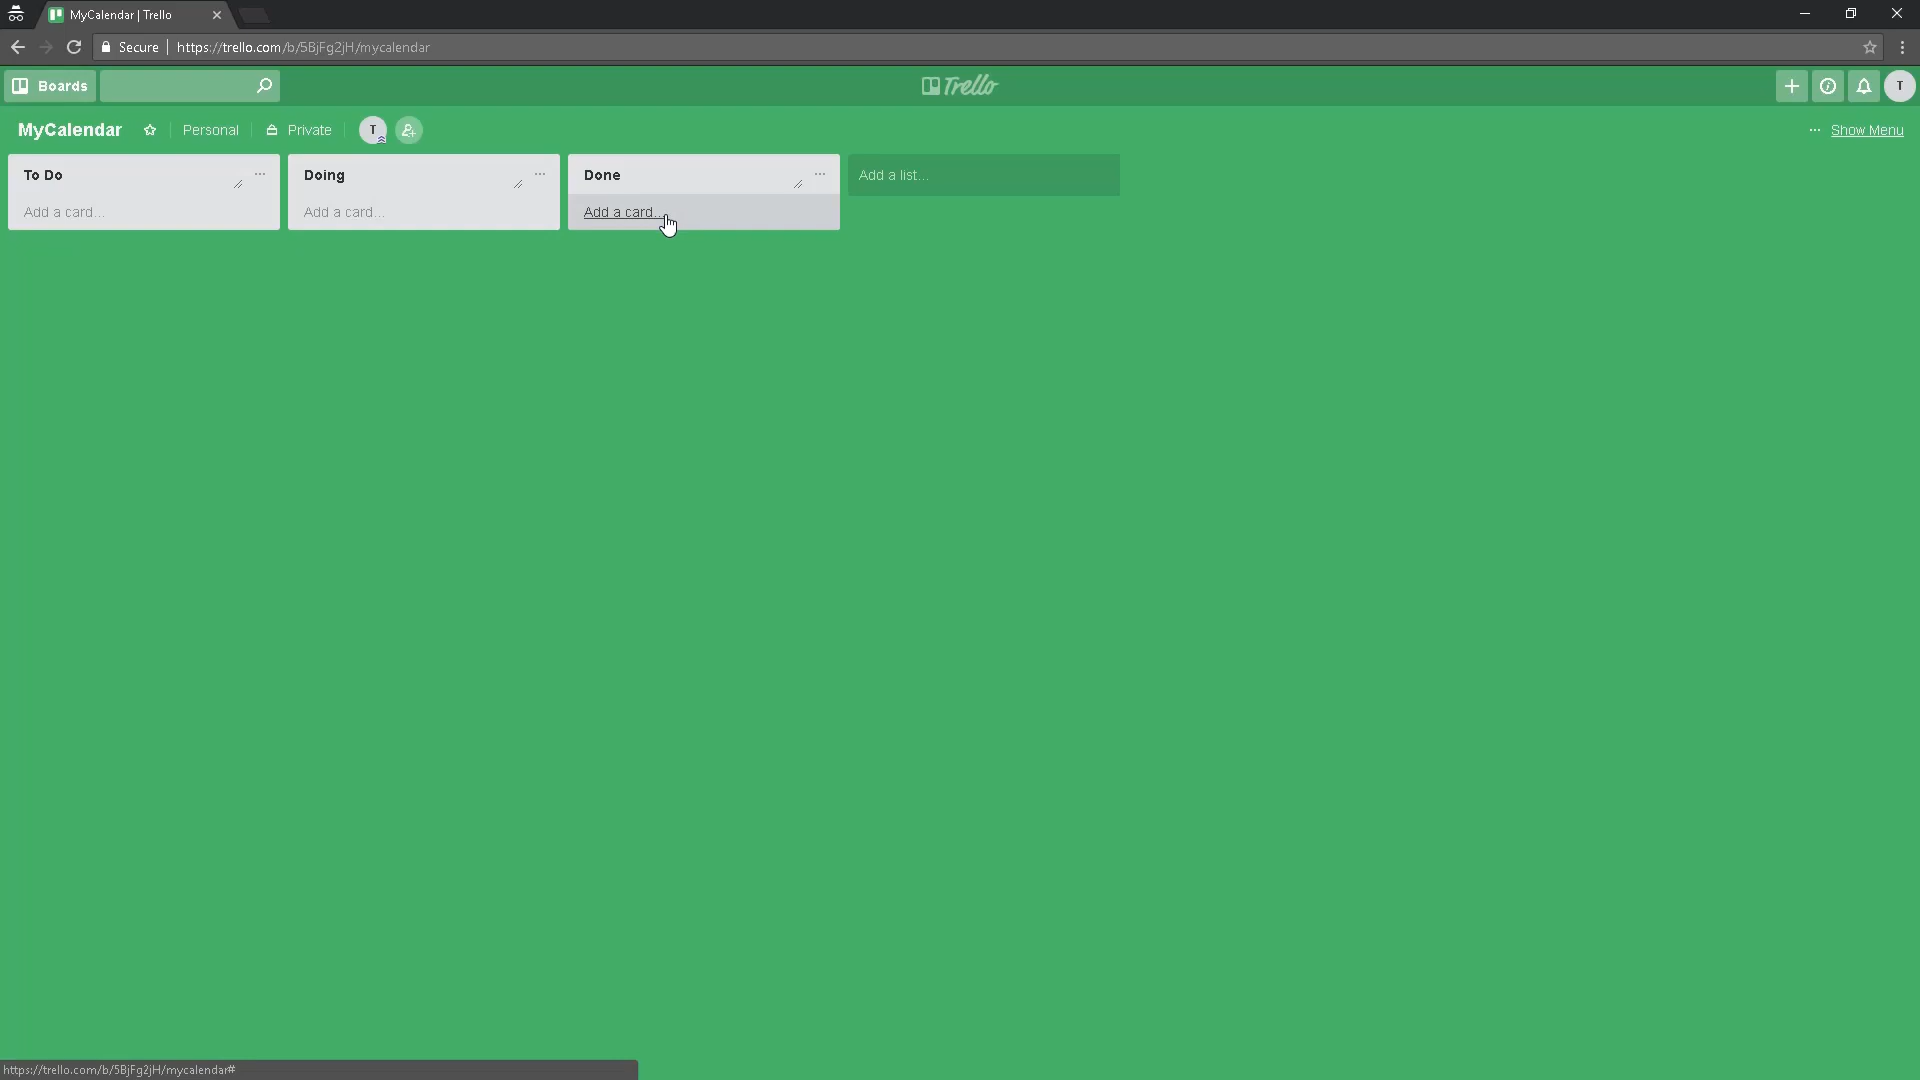 MyCalendar | Trello
Secure https://trello.com/b/5BjFg2jH/mycalendar
Boards
Trello
T
MyCalendar
Personal
Private
T
... Show Menu
To Do ...
Add a card...
Doing ...
Add a card...
Done ...
Add a card...
Add a list...
https://trello.com/b/5BjFg2jH/mycalendar#